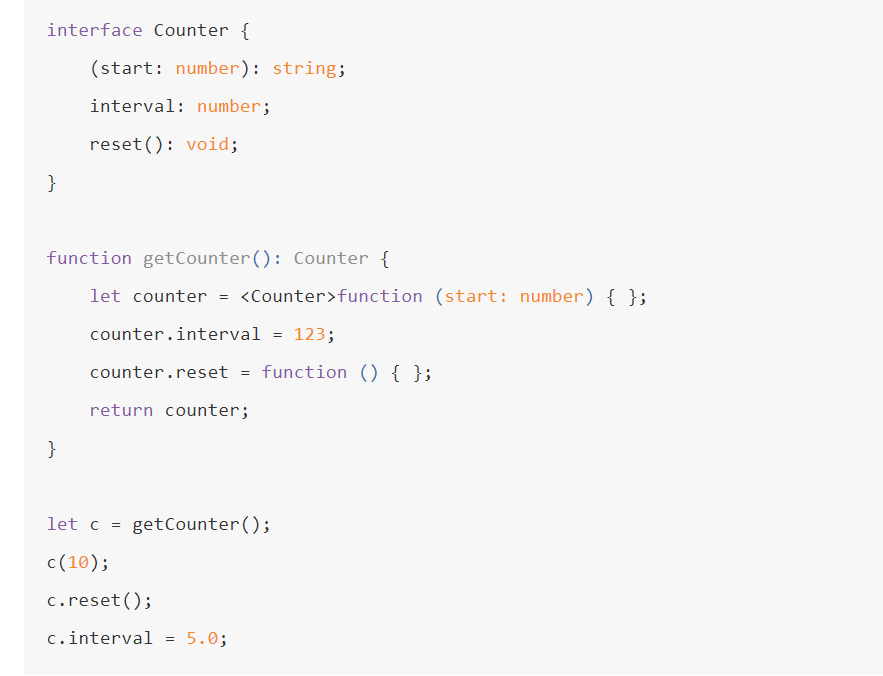 interface Counter {
    (start: number): string;
    interval: number;
    reset(): void;
}

function getCounter(): Counter {
    let counter = <Counter>function (start: number) { };
    counter.interval = 123;
    counter.reset = function () { };
    return counter;
}

let c = getCounter();
c(10);
c.reset();
c.interval = 5.0;